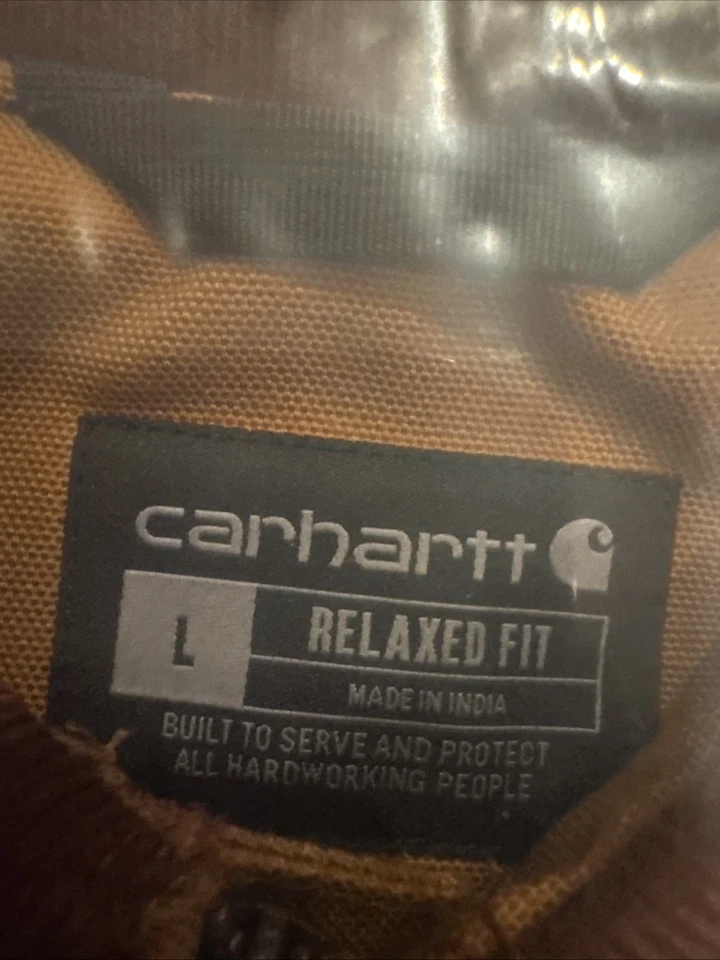 carhartt
L
RELAXED FIT
MADE IN INDIA
BUILT TO SERVE AND PROTECT
ALL HARDWORKING PEOPLE